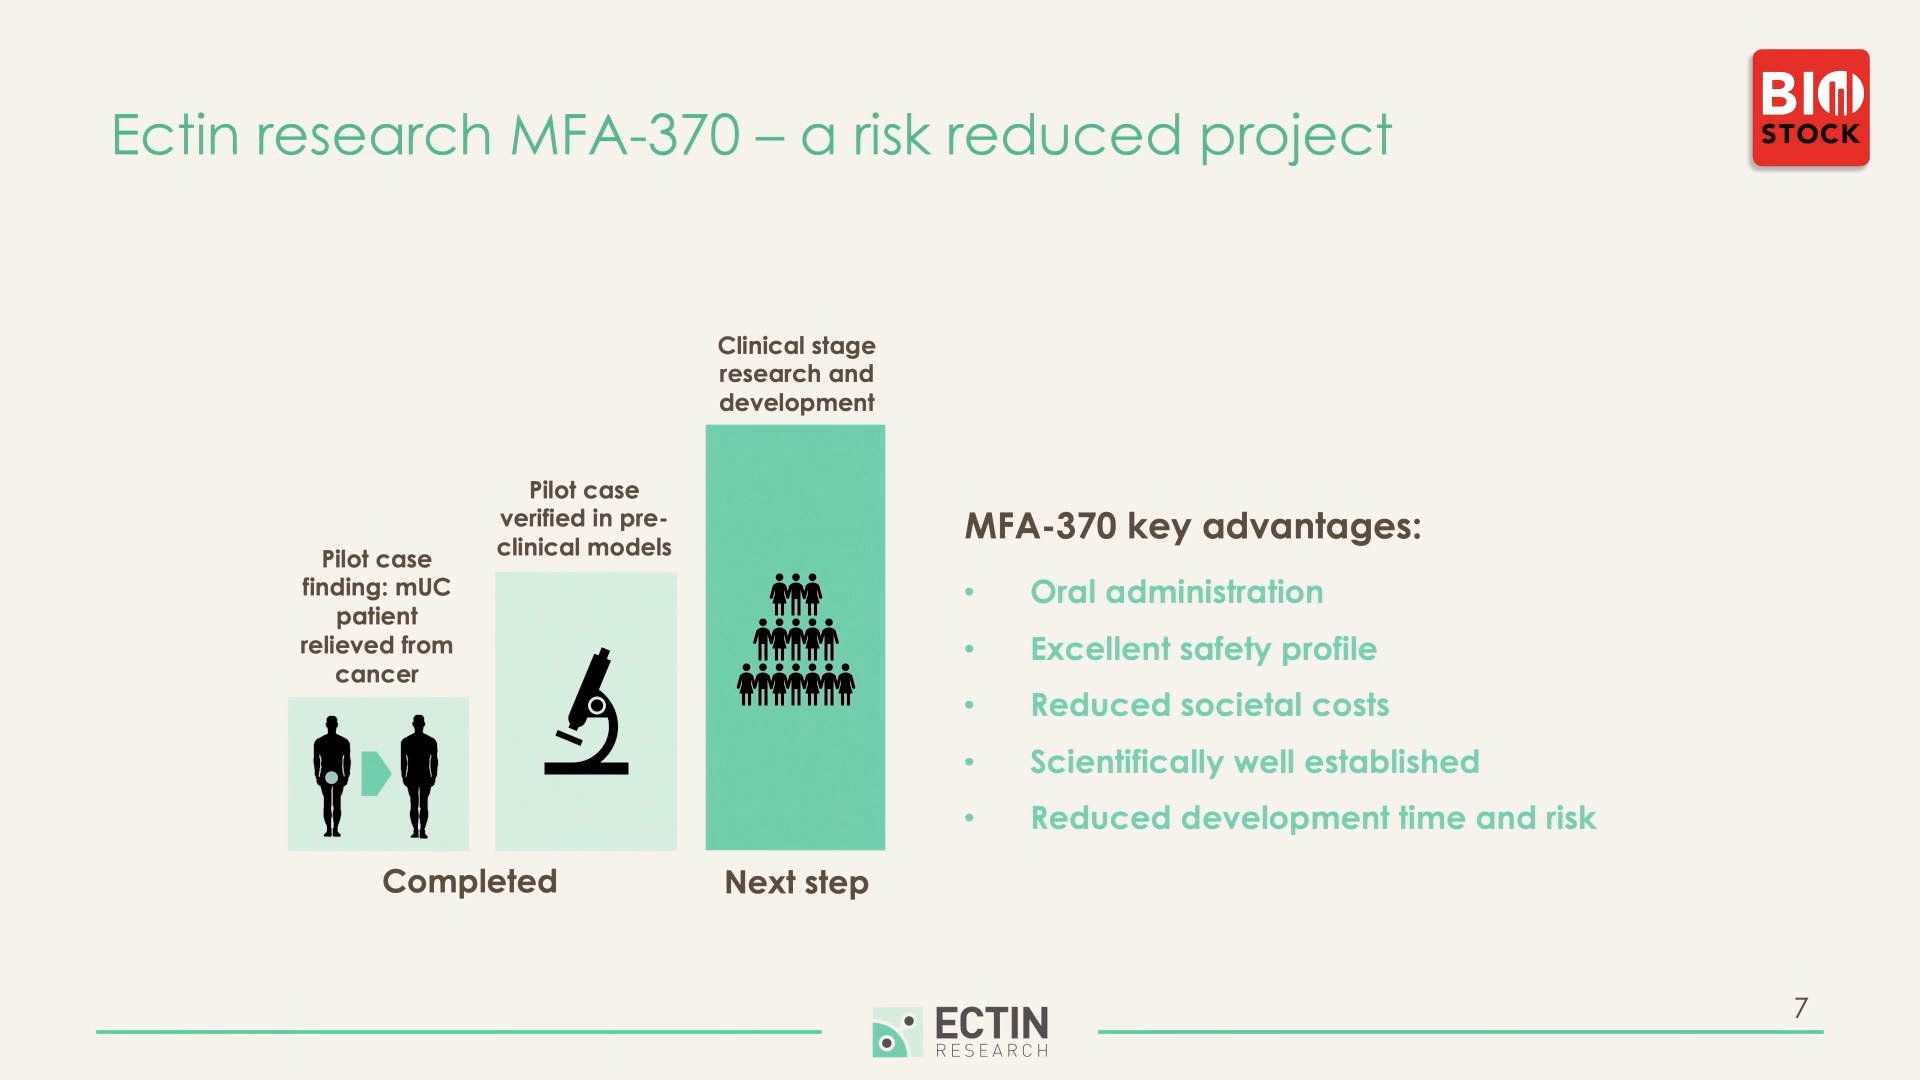 Ectin research MFA-370 – a risk reduced project
BIO
STOCK
Clinical stage
research and
development
Pilot case
verified in pre-
clinical models
Pilot case
finding: mUC
patient
relieved from
cancer
Completed
Next step
MFA-370 key advantages:
• Oral administration
• Excellent safety profile
• Reduced societal costs
• Scientifically well established
• Reduced development time and risk
ECTIN
RESEARCH
7